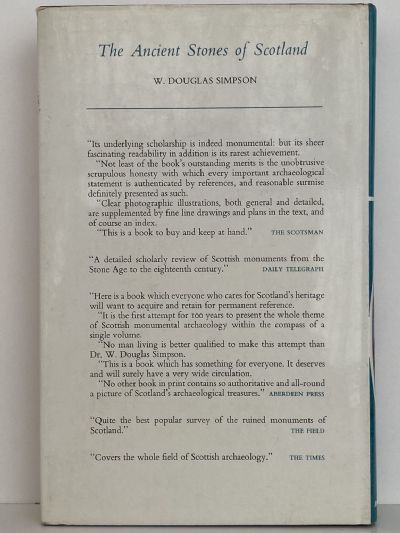 The Ancient Stones of Scotland
W. DOUGLAS SIMPSON
"Its underlying scholarship is indeed monumental: but its sheer
fascinating readability in addition is its rarest achievement.
"Not least of the book's outstanding merits is the unobtrusive
scrupulous honesty with which every important archaeological
statement is authenticated by references, and reasonable surmise
definitely presented as such.
"Clear photographic illustrations, both general and detailed,
are supplemented by fine line drawings and plans in the text, and
of course an index.
"This is a book to buy and keep at hand." THE SCOTSMAN
"A detailed scholarly review of Scottish monuments from the
Stone Age to the eighteenth century." DAILY TELEGRAPH
"Here is a book which everyone who cares for Scotland's heritage
will want to acquire and retain for permanent reference.
"It is the first attempt for 100 years to present the whole theme
of Scottish monumental archaeology within the compass of a
single volume.
"No man living is better qualified to make this attempt than
Dr. W. Douglas Simpson.
"This is a book which has something for everyone. It deserves
and will surely have a very wide circulation.
"No other book in print contains so authoritative and all-round
a picture of Scotland's archaeological treasures." ABERDEEN PRESS
"Quite the best popular survey of the ruined monuments of
Scotland." THE FIELD
"Covers the whole field of Scottish archaeology." THE TIMES